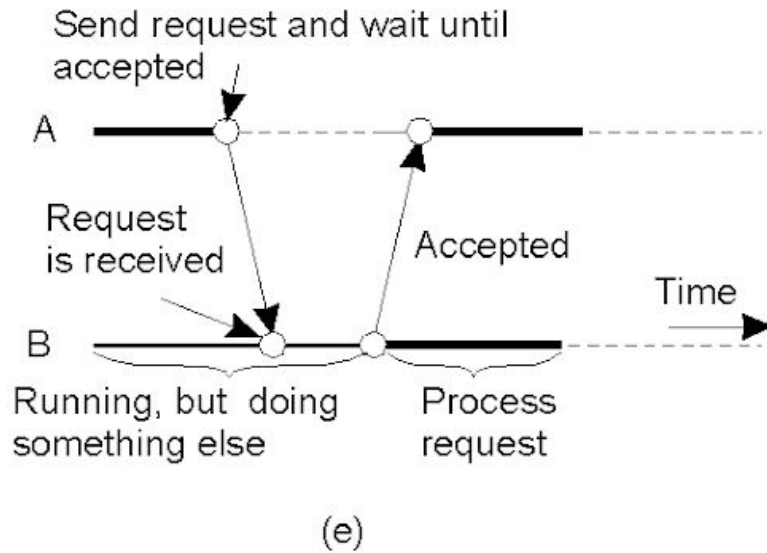 Send request and wait until
accepted
A
Request
is received
Accepted
Time
B
Running, but doing
something else
Process
request
(e)